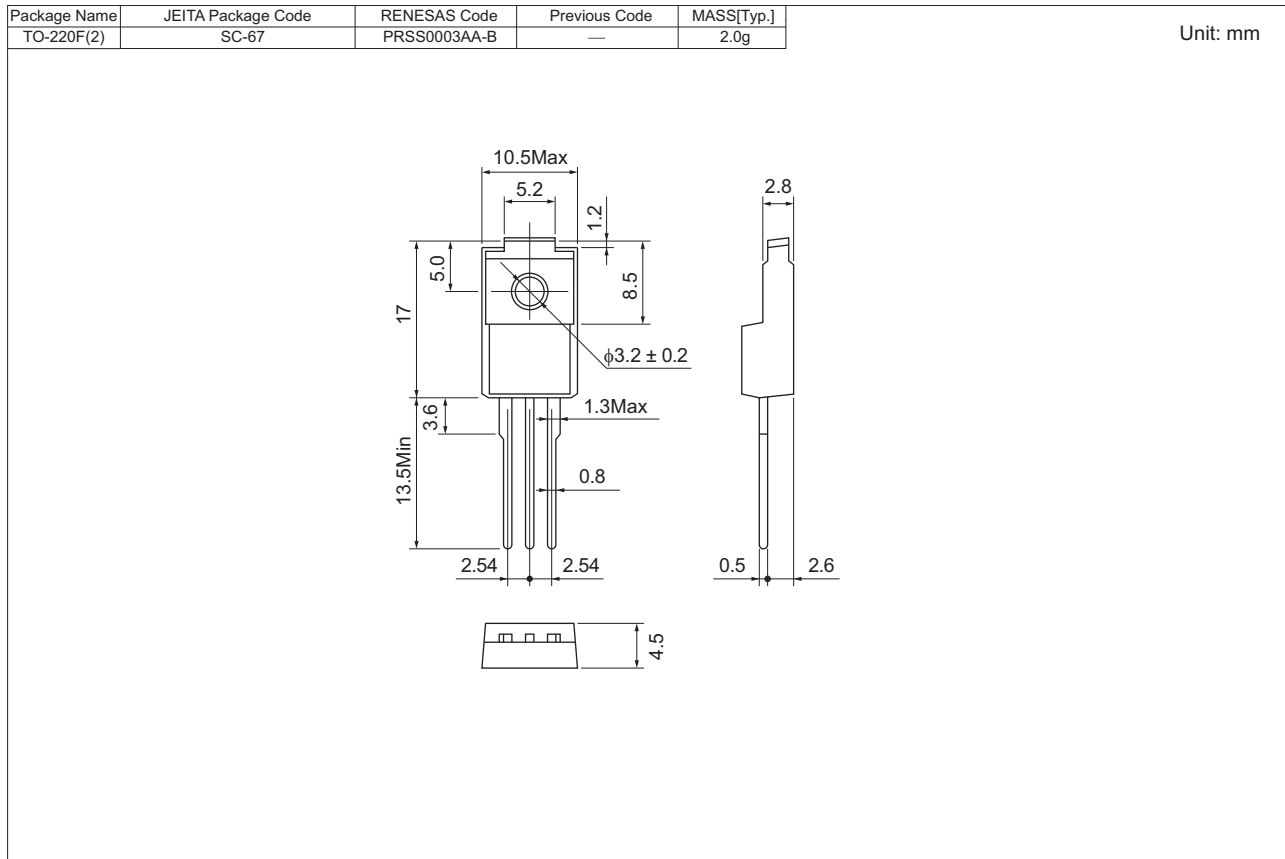 Package Name JEITA Package Code RENESAS Code Previous Code MASS[Typ.]
TO-220F(2) SC-67 PRSS0003AA-B — 2.0g
Unit: mm
10.5Max
5.2
2.8
1.2
5.0
8.5
17
ϕ3.2 ± 0.2
3.6
1.3Max
13.5Min
0.8
2.54 2.54
0.5 2.6
4.5